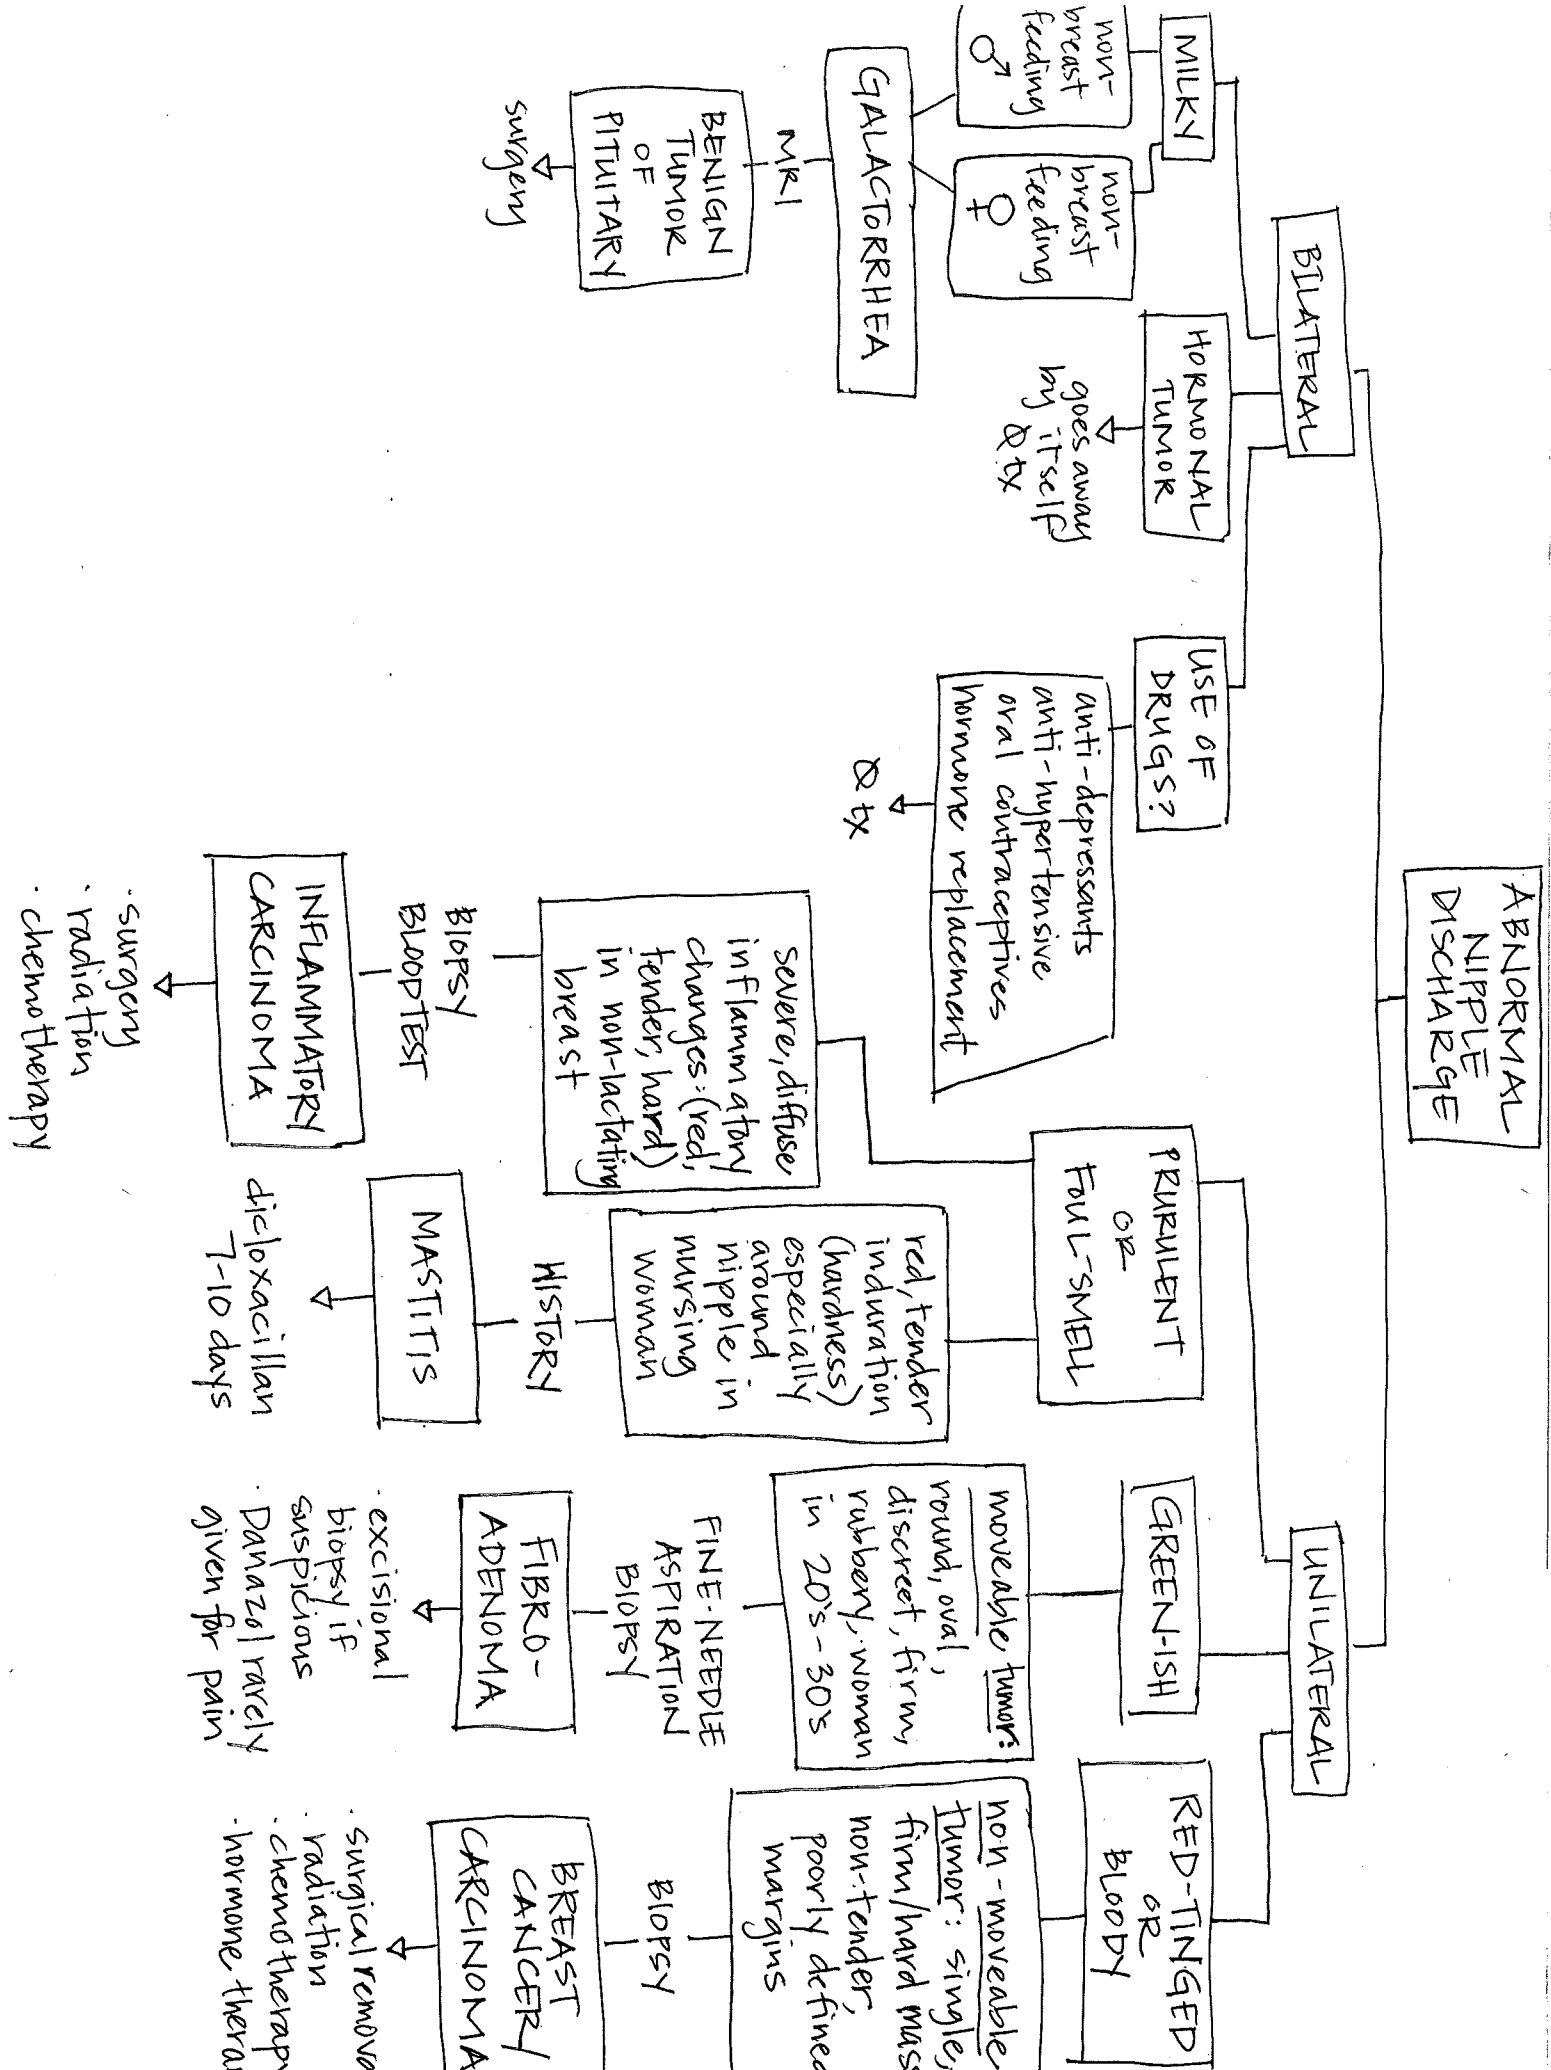 ABNORMAL
NIPPLE
DISCHARGE
BILATERAL
MILKY
non-
breast
feeding
♂
non-
breast
feeding
♀
GALACTORRHEA
MRI
BENIGN
TUMOR
OF
PITUITARY
surgery
HORMONAL
TUMOR
goes away
by itself
Ø tx
USE OF
DRUGS?
anti-depressants
anti-hypertensive
oral contraceptives
hormone replacement
Ø tx
UNILATERAL
PRURULENT
OR
FOUL-SMELL
severe, diffuse
inflammatory
changes: (red,
tender, hard)
in non-lactating
breast
BIOPSY
BLOODTEST
INFLAMMATORY
CARCINOMA
· surgery
· radiation
· chemotherapy
red, tender
induration
(hardness)
especially
around
nipple in
nursing
woman
HISTORY
MASTITIS
dicloxacillan
7-10 days
GREEN-ISH
moveable tumor:
round, oval,
discreet, firm,
rubbery, woman
in 20's-30's
FINE-NEEDLE
ASPIRATION
BIOPSY
FIBRO-
ADENOMA
· excisional
biopsy if
suspicious
· Danazol rarely
given for pain
RED-TINGED
OR
BLOODY
non-moveable
tumor: single,
firm/hard mass
non-tender,
poorly defined
margins
BIOPSY
BREAST
CANCER/
CARCINOMA
· surgical remova
· radiation
· chemotherapy
· hormone thera